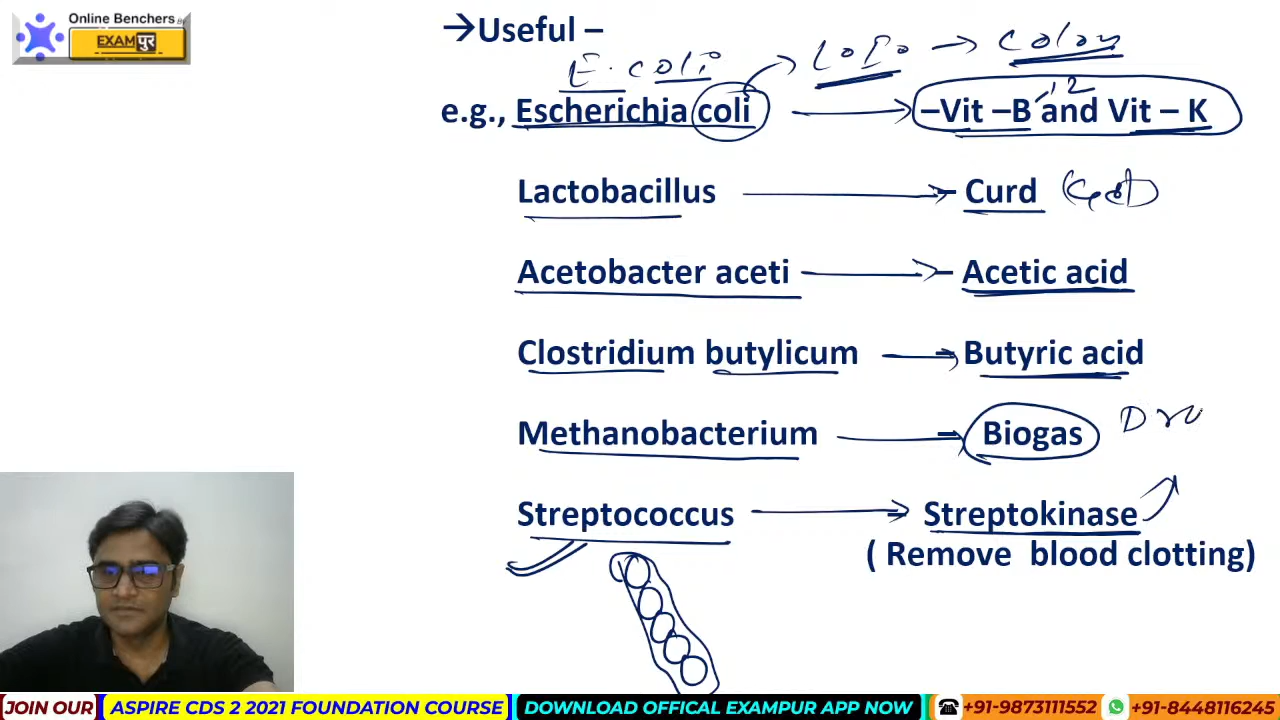 Online Benchers By
EXAMपुर
→Useful –
E. coli → Colon
e.g., Escherichia coli → –Vit –B12 and Vit – K
Lactobacillus → – Curd
Acetobacter aceti → – Acetic acid
Clostridium butylicum → – Butyric acid
Methanobacterium → – Biogas
Streptococcus → – Streptokinase
( Remove blood clotting)
JOIN OUR ASPIRE CDS 2 2021 FOUNDATION COURSE DOWNLOAD OFFICAL EXAMPUR APP NOW +91-9873111552 +91-8448116245